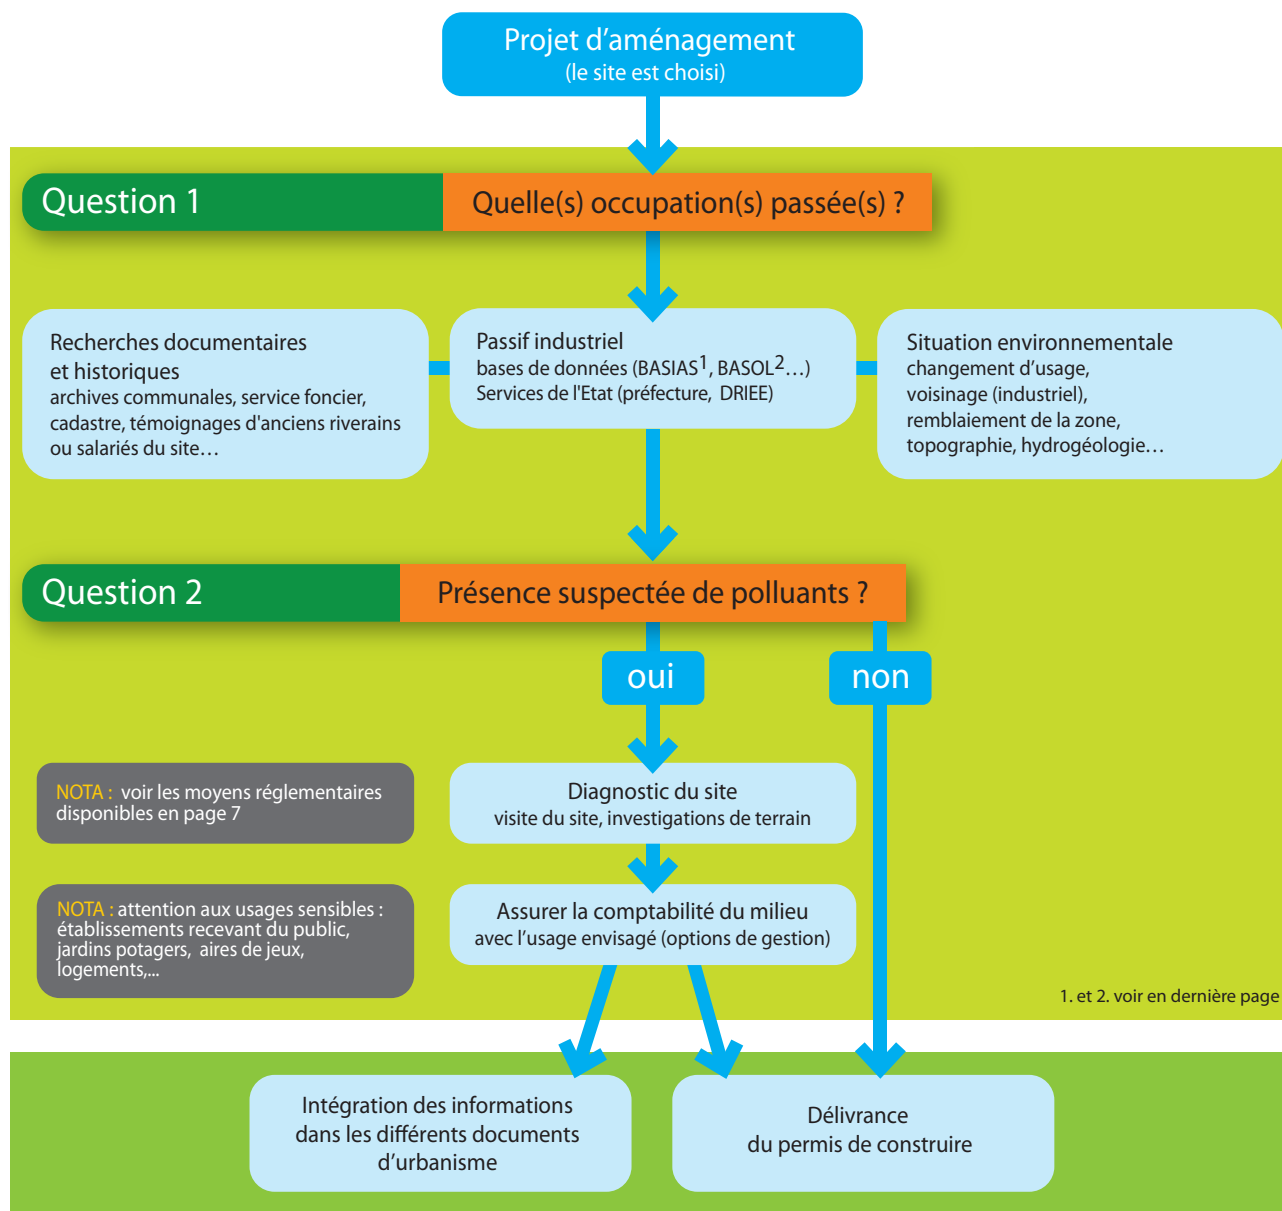 Projet d’aménagement
(le site est choisi)
Question 1
Quelle(s) occupation(s) passée(s) ?
Recherches documentaires
et historiques
archives communales, service foncier,
cadastre, témoignages d'anciens riverains
ou salariés du site…
Passif industriel
bases de données (BASIAS1, BASOL2…)
Services de l'Etat (préfecture, DRIEE)
Situation environnementale
changement d’usage,
voisinage (industriel),
remblaiement de la zone,
topographie, hydrogéologie…
Question 2
Présence suspectée de polluants ?
oui
non
NOTA : voir les moyens réglementaires
disponibles en page 7
Diagnostic du site
visite du site, investigations de terrain
NOTA : attention aux usages sensibles :
établissements recevant du public,
jardins potagers, aires de jeux,
logements,...
Assurer la comptabilité du milieu
avec l’usage envisagé (options de gestion)
1. et 2. voir en dernière page
Intégration des informations
dans les différents documents
d’urbanisme
Délivrance
du permis de construire